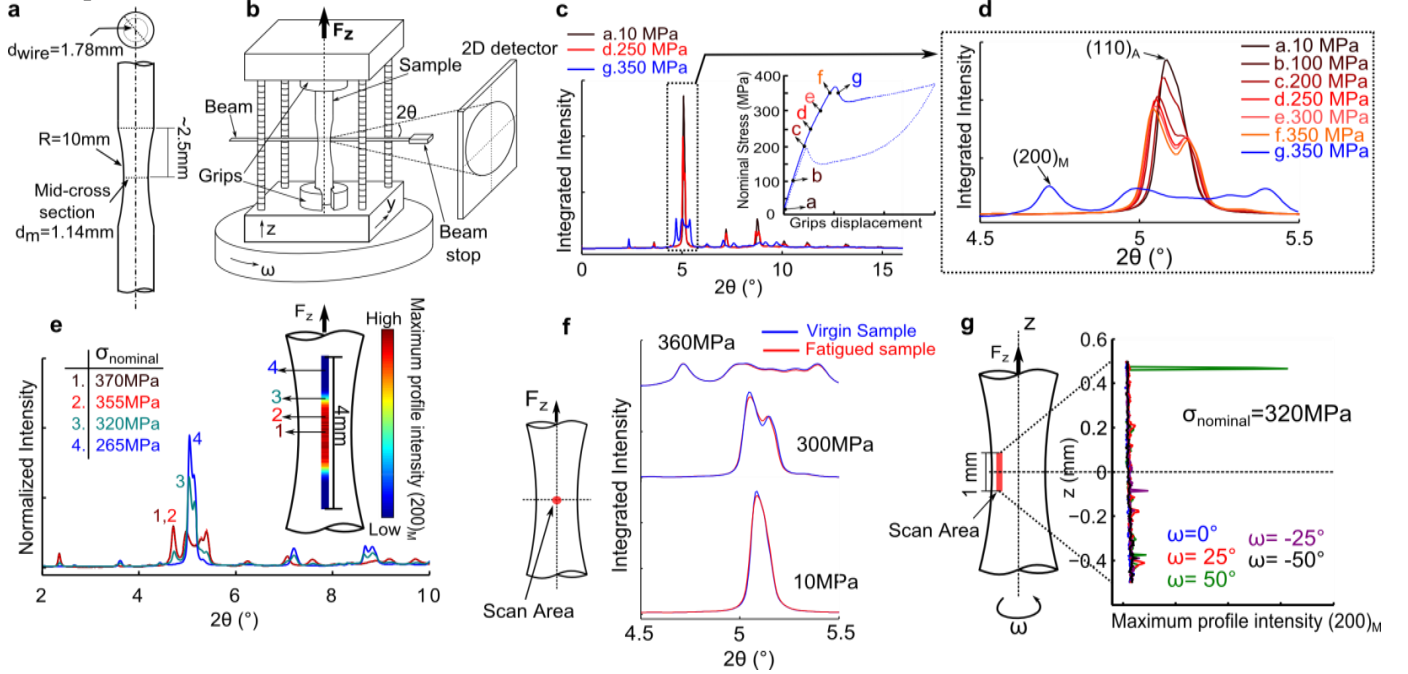 a
d_wire=1.78mm
R=10mm
~2.5mm
Mid-cross
section
d_m=1.14mm
b
F_z
2D detector
Sample
Beam
2θ
Grips
y
z
Beam
stop
ω
c
a.10 MPa
d.250 MPa
g.350 MPa
Integrated Intensity
0
5
10
15
2θ (°)
Nominal Stress (MPa)
400
300
200
100
0
f
g
e
d
c
b
a
Grips displacement
d
(110)_A
a.10 MPa
b.100 MPa
c.200 MPa
d.250 MPa
e.300 MPa
f.350 MPa
g.350 MPa
(200)_M
Integrated Intensity
4.5
5
5.5
2θ (°)
e
σ_nominal
1. 370MPa
2. 355MPa
3. 320MPa
4. 265MPa
Normalized Intensity
4
3
1,2
2
4
6
8
10
2θ (°)
F_z
4
3
2
1
4mm
High
Low
Maximum profile intensity (200)_M
f
F_z
Scan Area
Virgin Sample
Fatigued sample
360MPa
300MPa
10MPa
Integrated Intensity
4.5
5
5.5
2θ (°)
g
z
F_z
1 mm
Scan Area
ω
0.6
0.4
0.2
0
−0.2
−0.4
z (mm)
σ_nominal=320MPa
ω=0°
ω= 25°
ω= 50°
ω= -25°
ω= -50°
Maximum profile intensity (200)_M